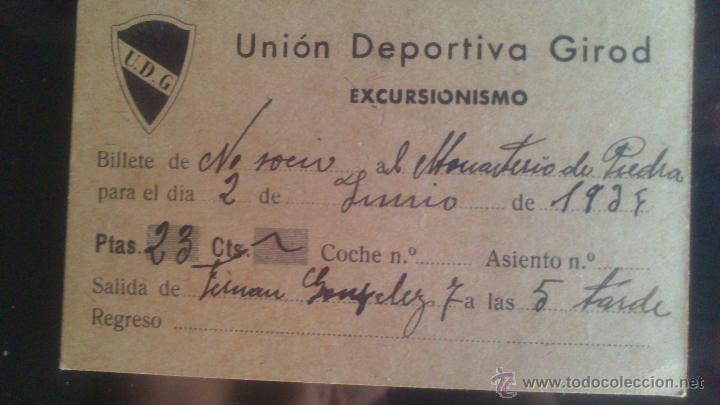 U.D.G
Unión Deportiva Girod
EXCURSIONISMO
Billete de No socio al Monasterio de Piedra
para el día 2 de Junio de 1934
Ptas. 23 Cts. Coche n.º Asiento n.º
Salida de Fernan Gonzalez 7 a las 5 tarde
Regreso
© www.todocoleccion.net